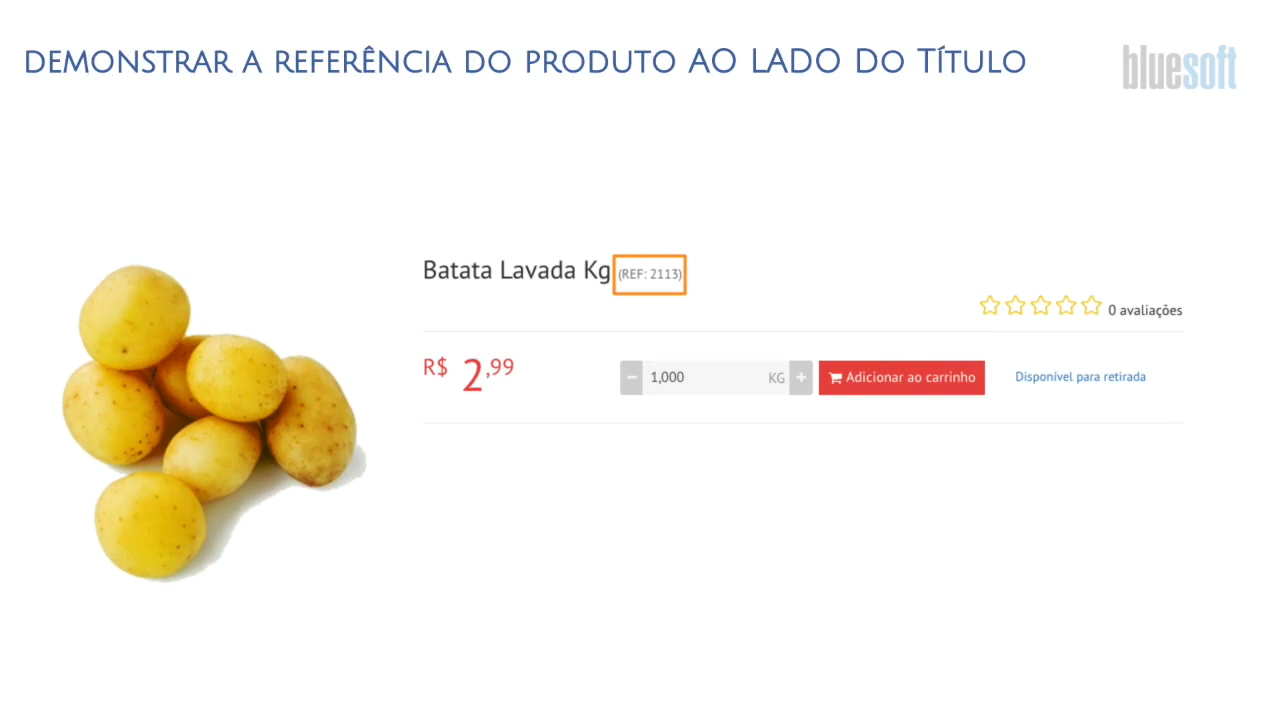 DEMONSTRAR A REFERÊNCIA DO PRODUTO AO LADO DO TÍTULO
bluesoft
Batata Lavada Kg (REF: 2113)
0 avaliações
R$ 2,99
− 1,000 KG +
Adicionar ao carrinho
Disponível para retirada